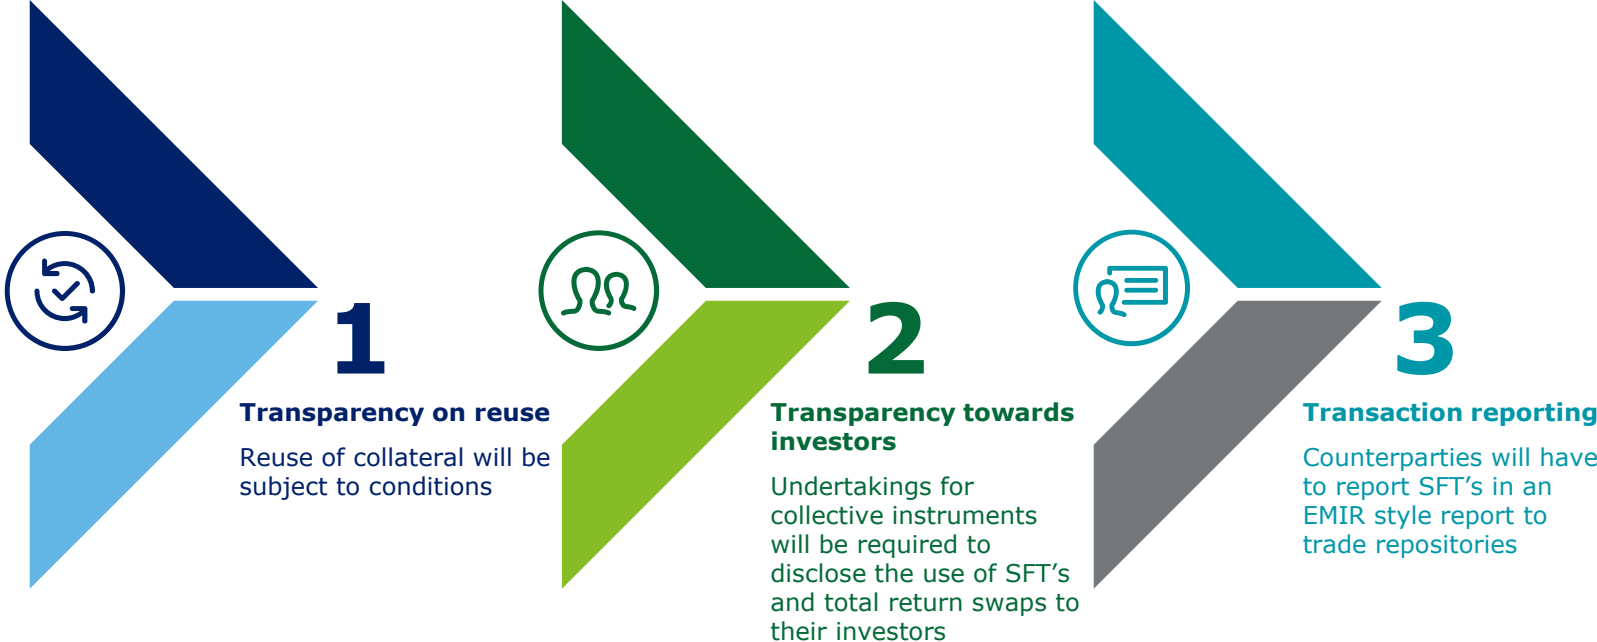 1
Transparency on reuse
Reuse of collateral will be
subject to conditions
2
Transparency towards
investors
Undertakings for
collective instruments
will be required to
disclose the use of SFT’s
and total return swaps to
their investors
3
Transaction reporting
Counterparties will have
to report SFT’s in an
EMIR style report to
trade repositories